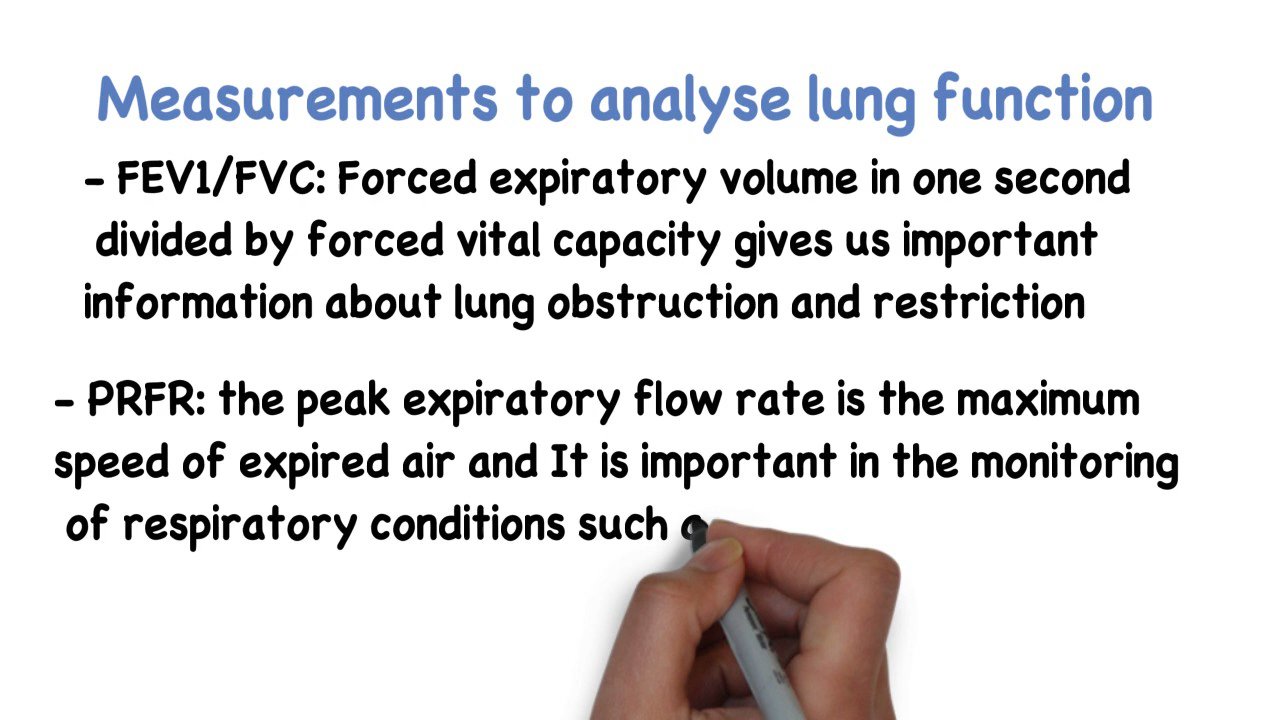 Measurements to analyse lung function
- FEV1/FVC: Forced expiratory volume in one second
divided by forced vital capacity gives us important
information about lung obstruction and restriction
- PRFR: the peak expiratory flow rate is the maximum
speed of expired air and It is important in the monitoring
of respiratory conditions such